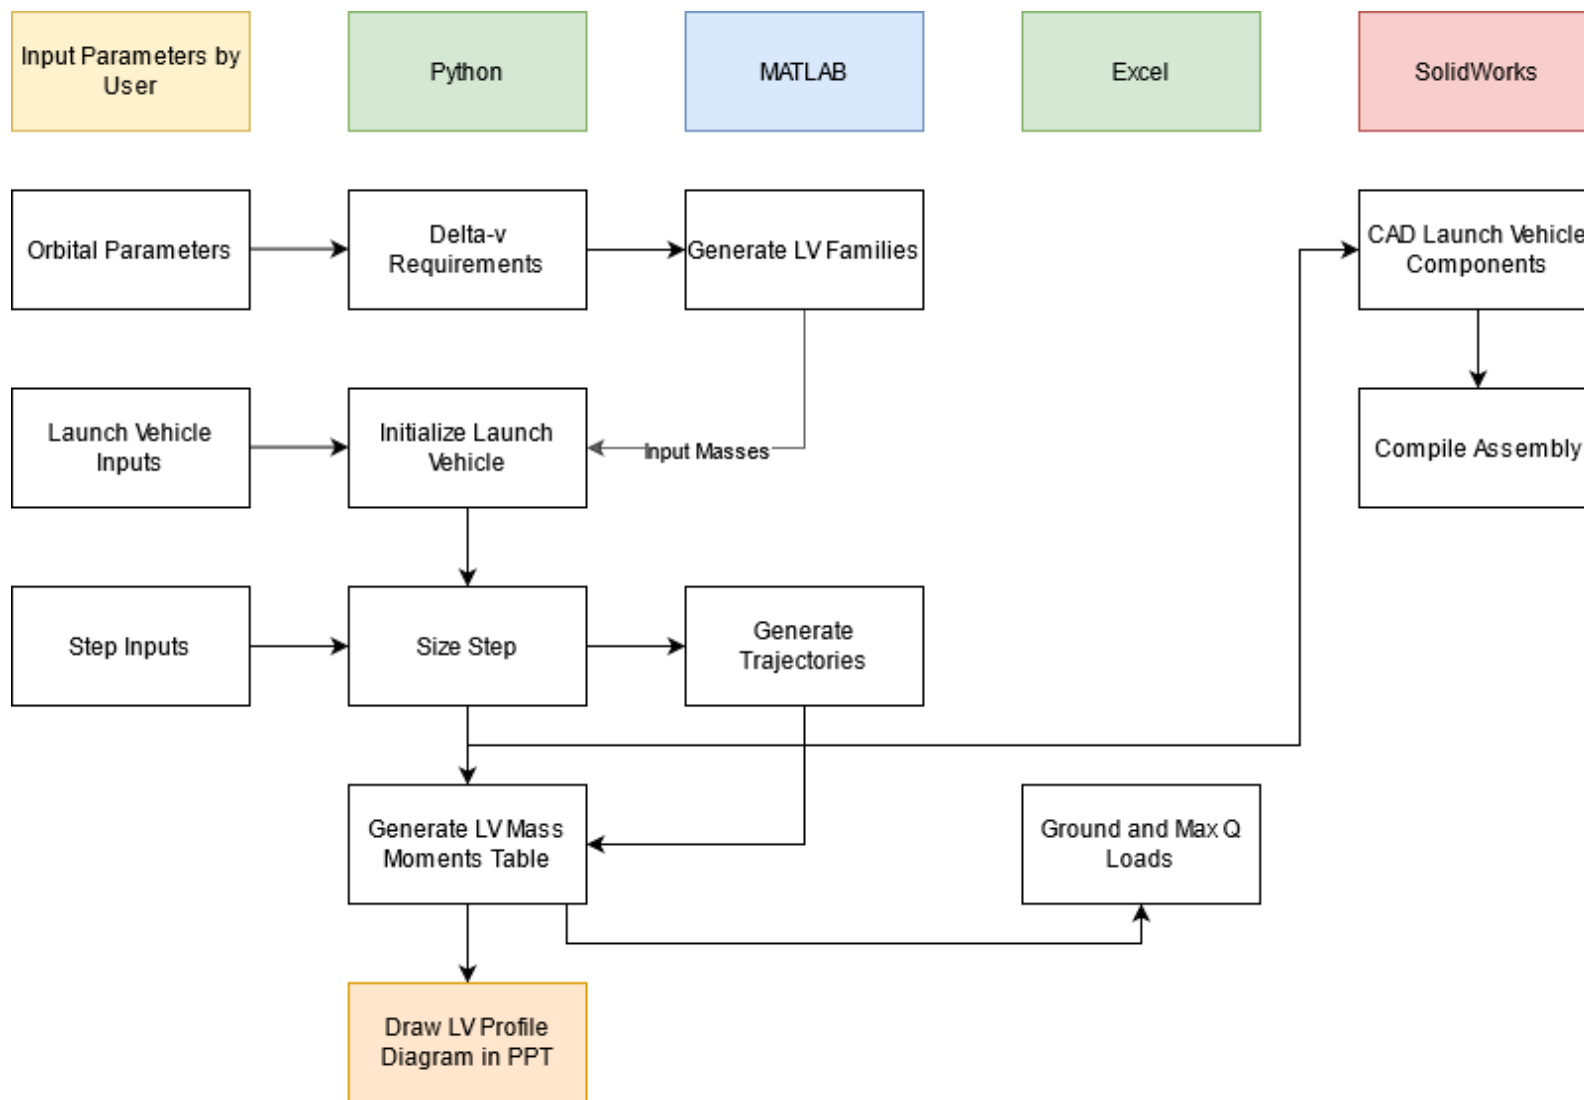 Input Parameters by
User
Python
MATLAB
Excel
SolidWorks
Orbital Parameters
Delta-v
Requirements
Generate LV Families
CAD Launch Vehicle
Components
Launch Vehicle
Inputs
Initialize Launch
Vehicle
Input Masses
Compile Assembly
Step Inputs
Size Step
Generate
Trajectories
Generate LV Mass
Moments Table
Ground and Max Q
Loads
Draw LV Profile
Diagram in PPT